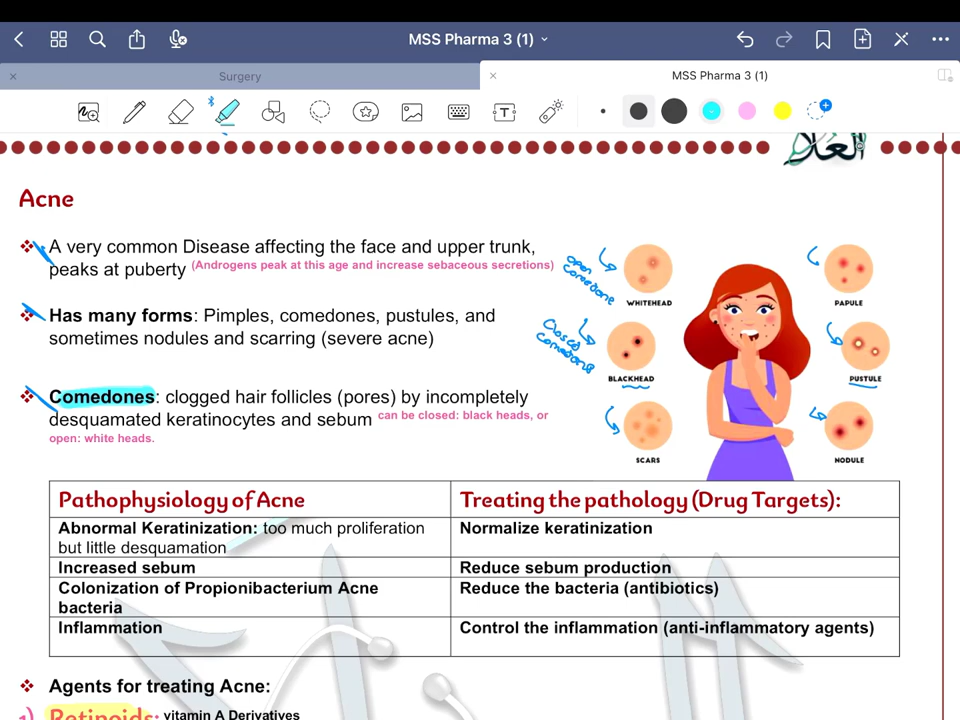 MSS Pharma 3 (1)
Surgery
MSS Pharma 3 (1)
العلا
Acne
A very common Disease affecting the face and upper trunk,
peaks at puberty (Androgens peak at this age and increase sebaceous secretions)
Has many forms: Pimples, comedones, pustules, and
sometimes nodules and scarring (severe acne)
Comedones: clogged hair follicles (pores) by incompletely
desquamated keratinocytes and sebum can be closed: black heads, or
open: white heads.
open
comedone
WHITEHEAD
PAPULE
Closed
comedone
BLACKHEAD
PUSTULE
SCARS
NODULE
Pathophysiology of Acne
Treating the pathology (Drug Targets):
Abnormal Keratinization: too much proliferation
but little desquamation
Normalize keratinization
Increased sebum
Reduce sebum production
Colonization of Propionibacterium Acne
bacteria
Reduce the bacteria (antibiotics)
Inflammation
Control the inflammation (anti-inflammatory agents)
Agents for treating Acne:
1) Retinoids: vitamin A Derivatives